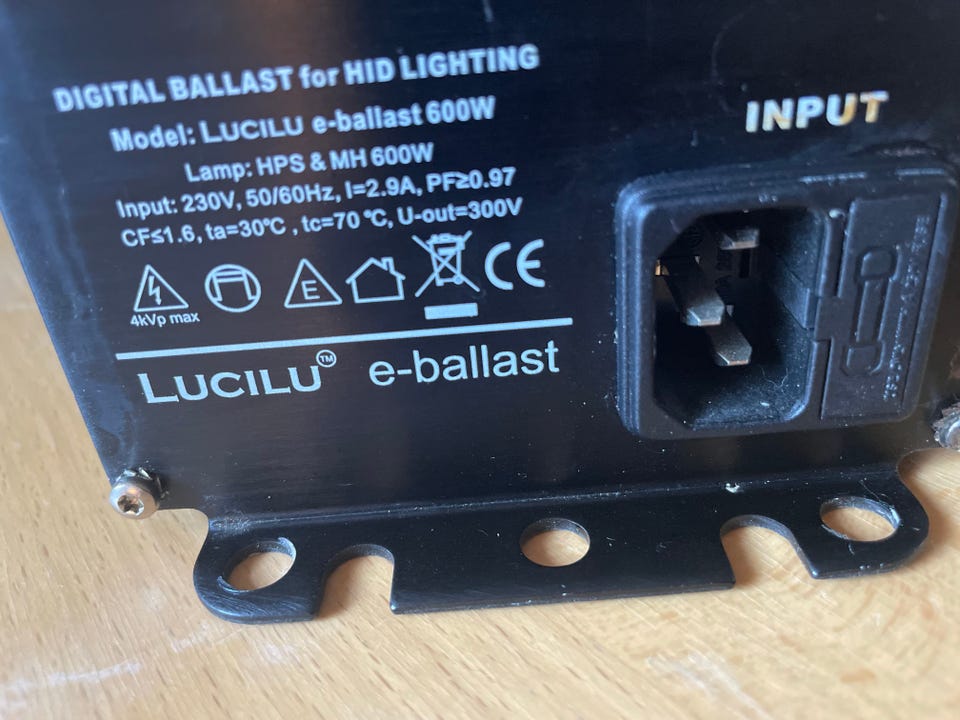 DIGITAL BALLAST for HID LIGHTING
Model: LUCILU e-ballast 600W
Lamp: HPS & MH 600W
Input: 230V, 50/60Hz, I=2.9A, PF≥0.97
CF≤1.6, ta=30°C , tc=70 °C, U-out=300V
E
CE
4kVp max
LUCILU™ e-ballast
INPUT